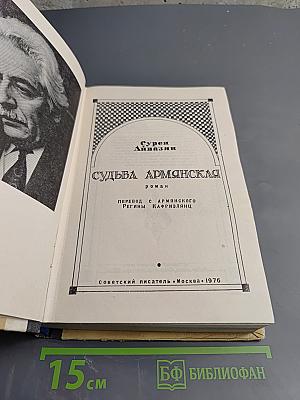 Сурен Айвазян
СУДЬБА АРМЯНСКАЯ
роман
ПЕРЕВОД С АРМЯНСКОГО
РЕГИНЫ КАФРИЭЛЯНЦ
Советский писатель «Москва» 1976
15 см
БФ БИБЛИОФАН